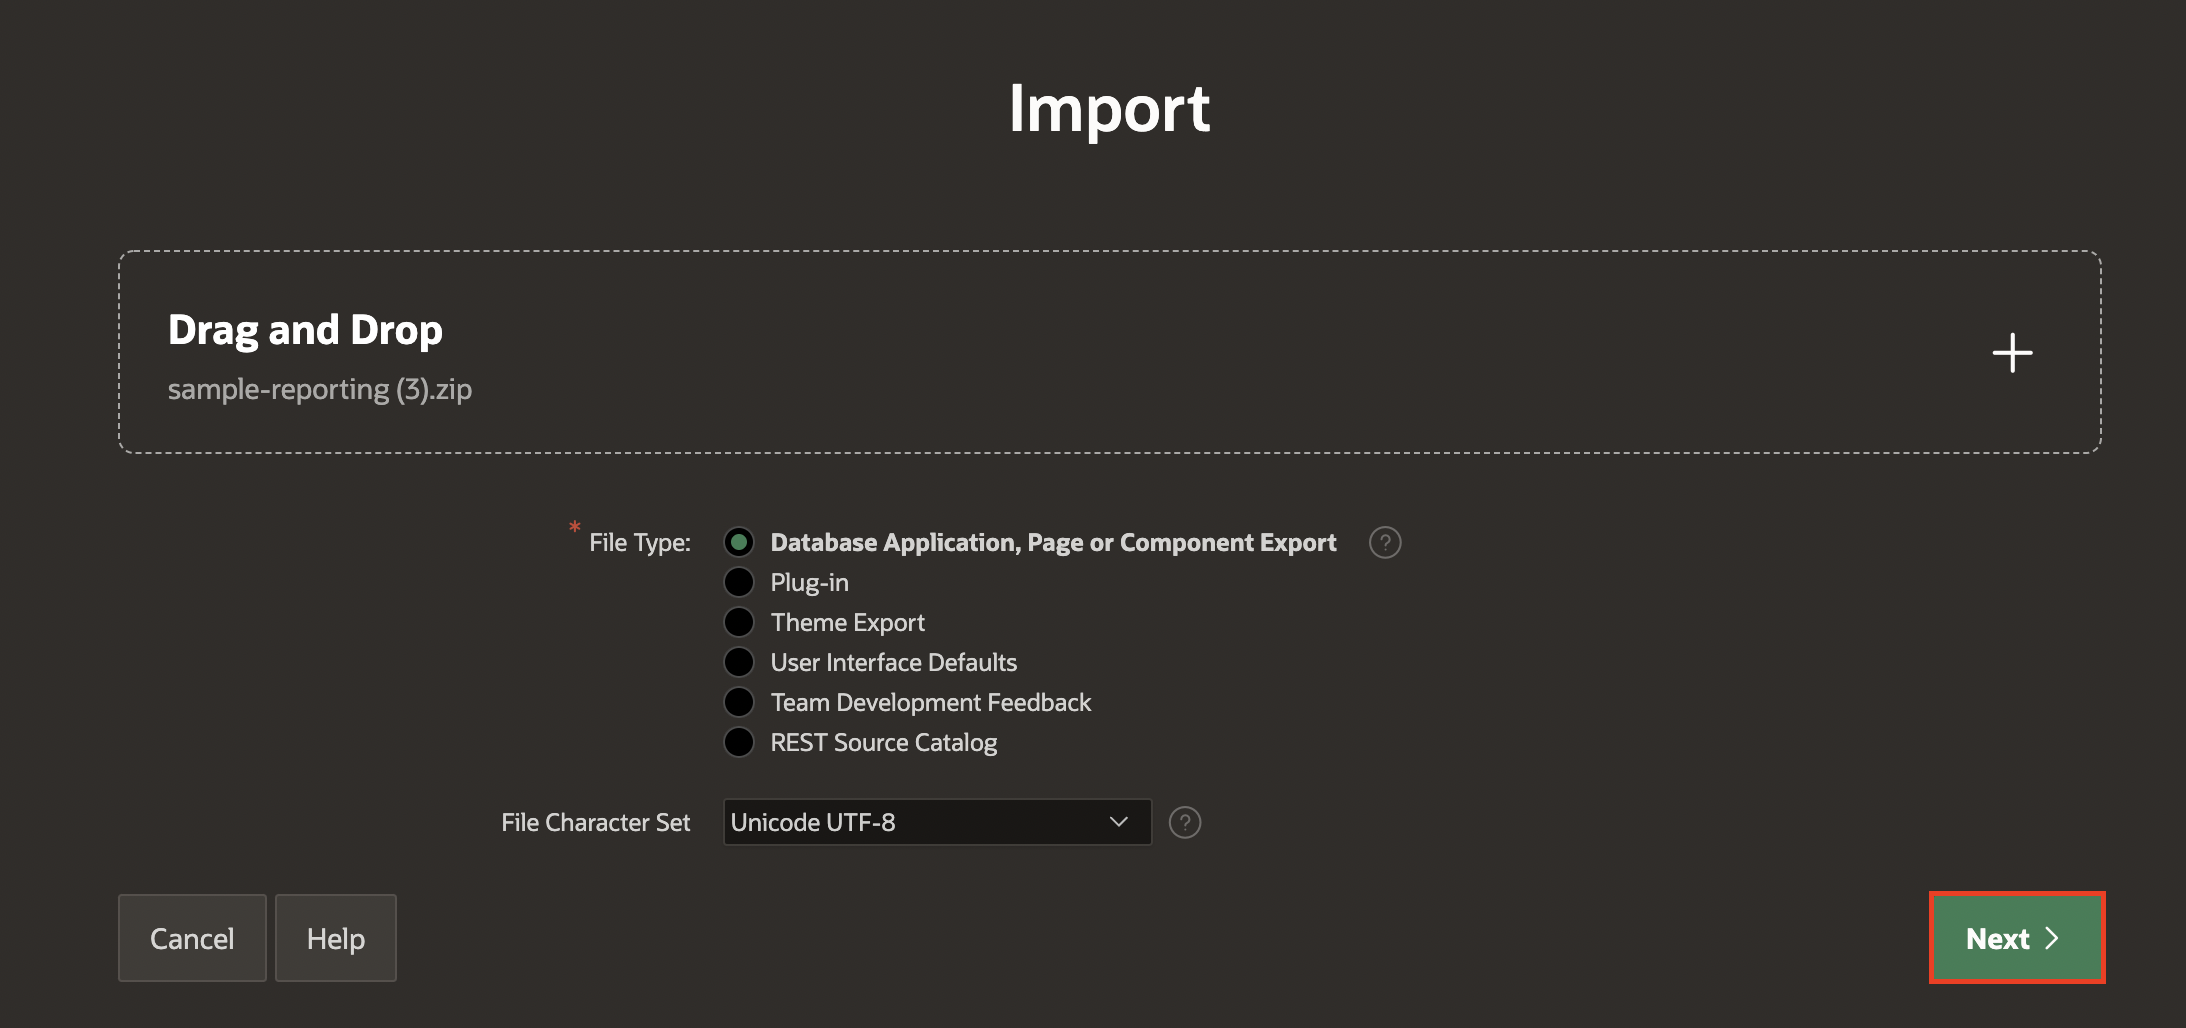 Import
Drag and Drop
sample-reporting (3).zip
* File Type:
Database Application, Page or Component Export ?
Plug-in
Theme Export
User Interface Defaults
Team Development Feedback
REST Source Catalog
File Character Set
Unicode UTF-8 ?
Cancel
Help
Next